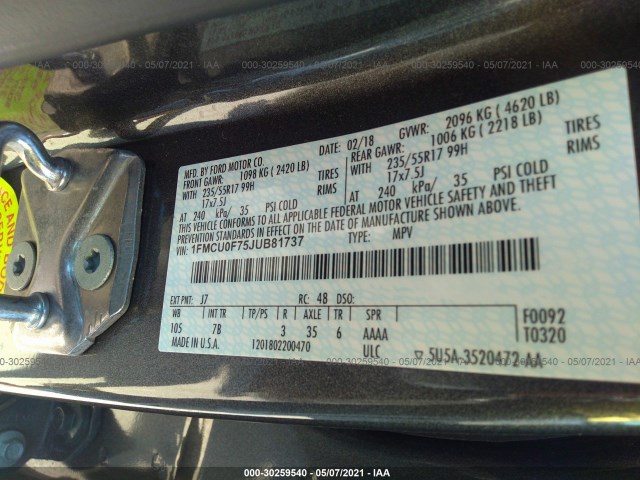 000-30259540 - 05/07/2021 - IAA
MFD. BY FORD MOTOR CO.
DATE: 02/18 GVWR: 2096 KG ( 4620 LB)
FRONT GAWR: 1098 KG ( 2420 LB) REAR GAWR: 1006 KG ( 2218 LB)
WITH 235/55R17 99H TIRES WITH 235/55R17 99H TIRES
17x7.5J RIMS 17x7.5J RIMS
AT 240 kPa/ 35 PSI COLD AT 240 kPa/ 35 PSI COLD
THIS VEHICLE CONFORMS TO ALL APPLICABLE FEDERAL MOTOR VEHICLE SAFETY AND THEFT
PREVENTION STANDARDS IN EFFECT ON THE DATE OF MANUFACTURE SHOWN ABOVE.
VIN: 1FMCU0F75JUB81737 TYPE: MPV
EXT PNT: J7 RC: 48 DSO:
WB INT TR TP/PS R AXLE TR SPR F0092
105 7B 3 35 6 AAAA T0320
MADE IN U.S.A. 1201802200470 ULC 5U5A-3520472-AA
000-30259540 - 05/07/2021 - IAA